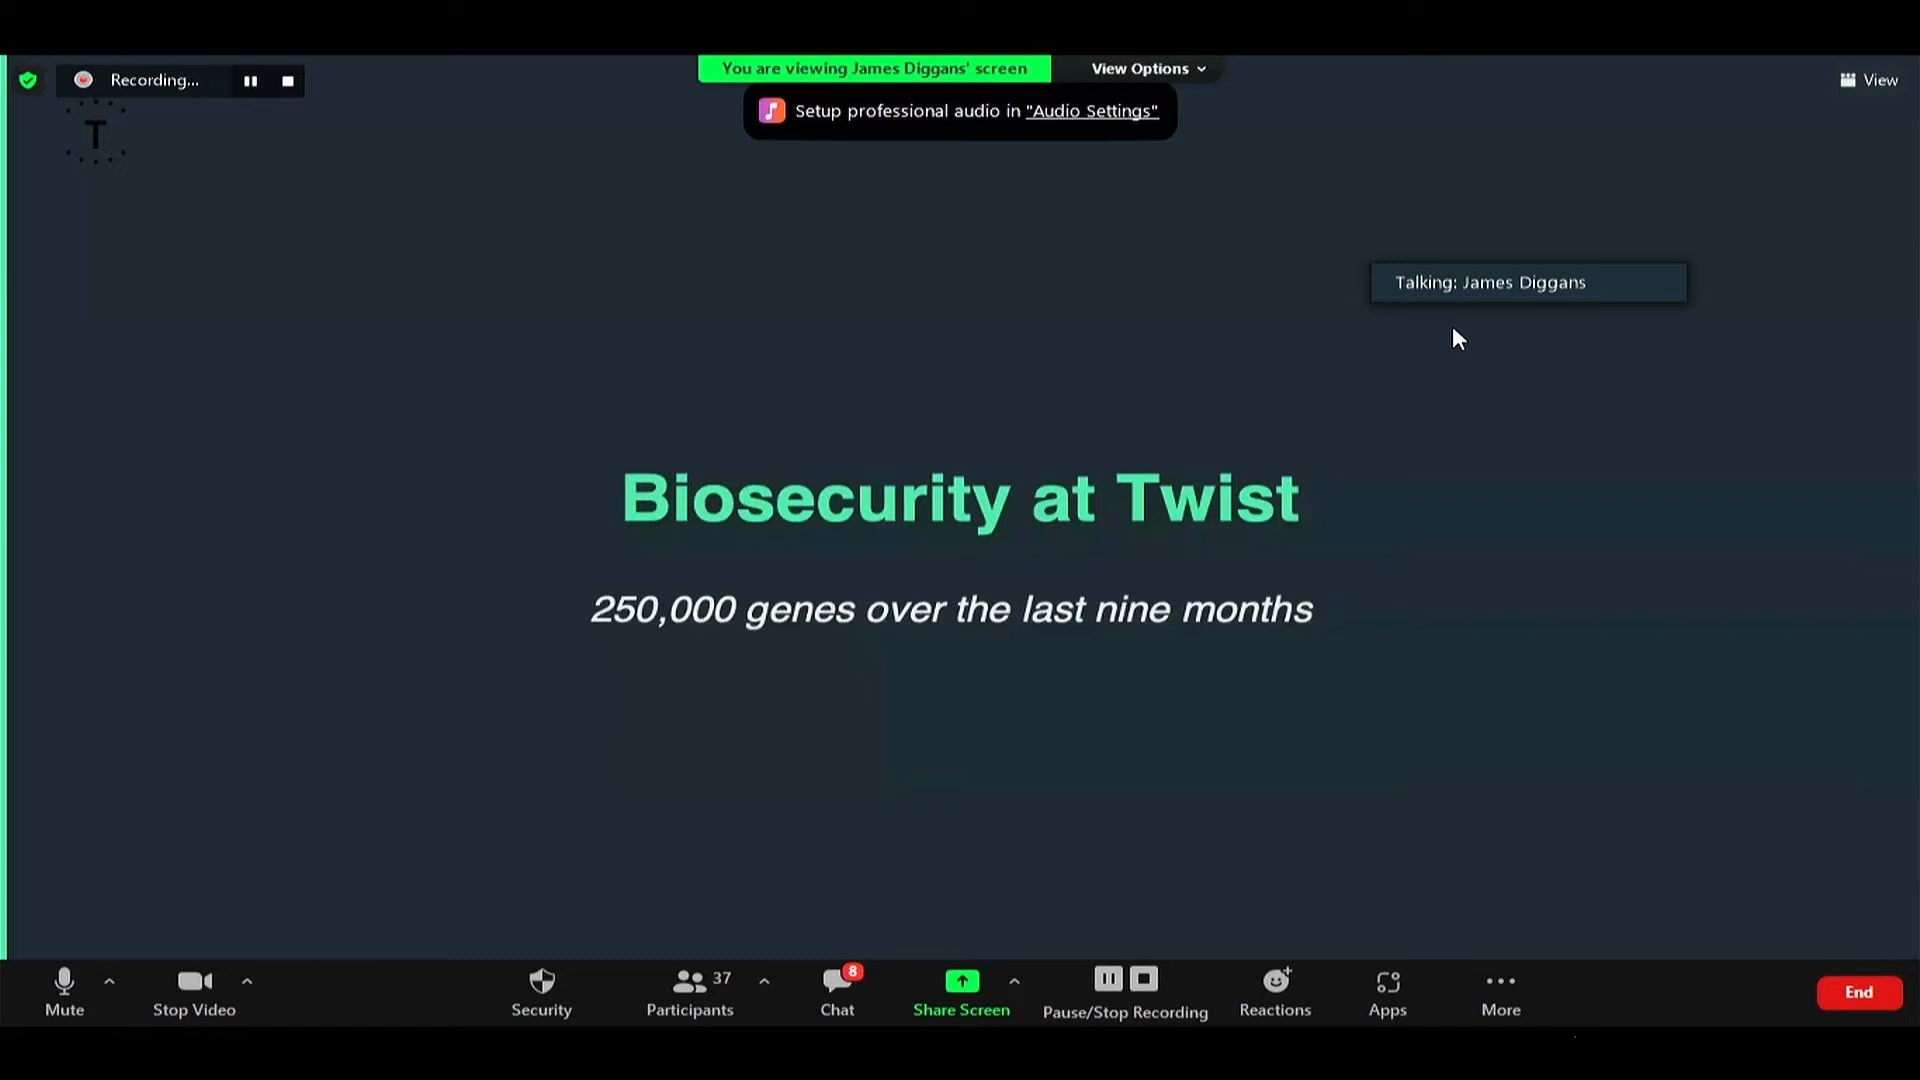 You are viewing James Diggans' screen
View Options
Recording...
View
Setup professional audio in "Audio Settings"
T
Talking: James Diggans
Biosecurity at Twist
250,000 genes over the last nine months
Mute
Stop Video
Security
37
Participants
8
Chat
Share Screen
Pause/Stop Recording
Reactions
Apps
More
End